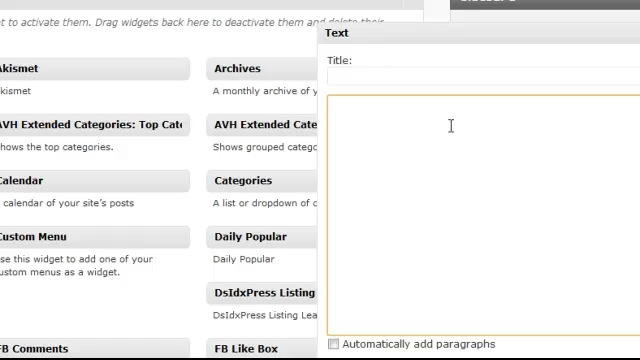 t to activate them. Drag widgets back here to deactivate them and delete their
Text
Title:
Akismet
Archives
kismet
A monthly archive of y
AVH Extended Categories: Top Cate
AVH Extended Cate
hows the top categories.
Shows grouped catego
Calendar
Categories
calendar of your site's posts
A list or dropdown of c
Custom Menu
Daily Popular
se this widget to add one of your
ustom menus as a widget.
Daily Popular
DsIdxPress Listing
DsIdxPress Listing Lea
FB Comments
FB Like Box
Automatically add paragraphs